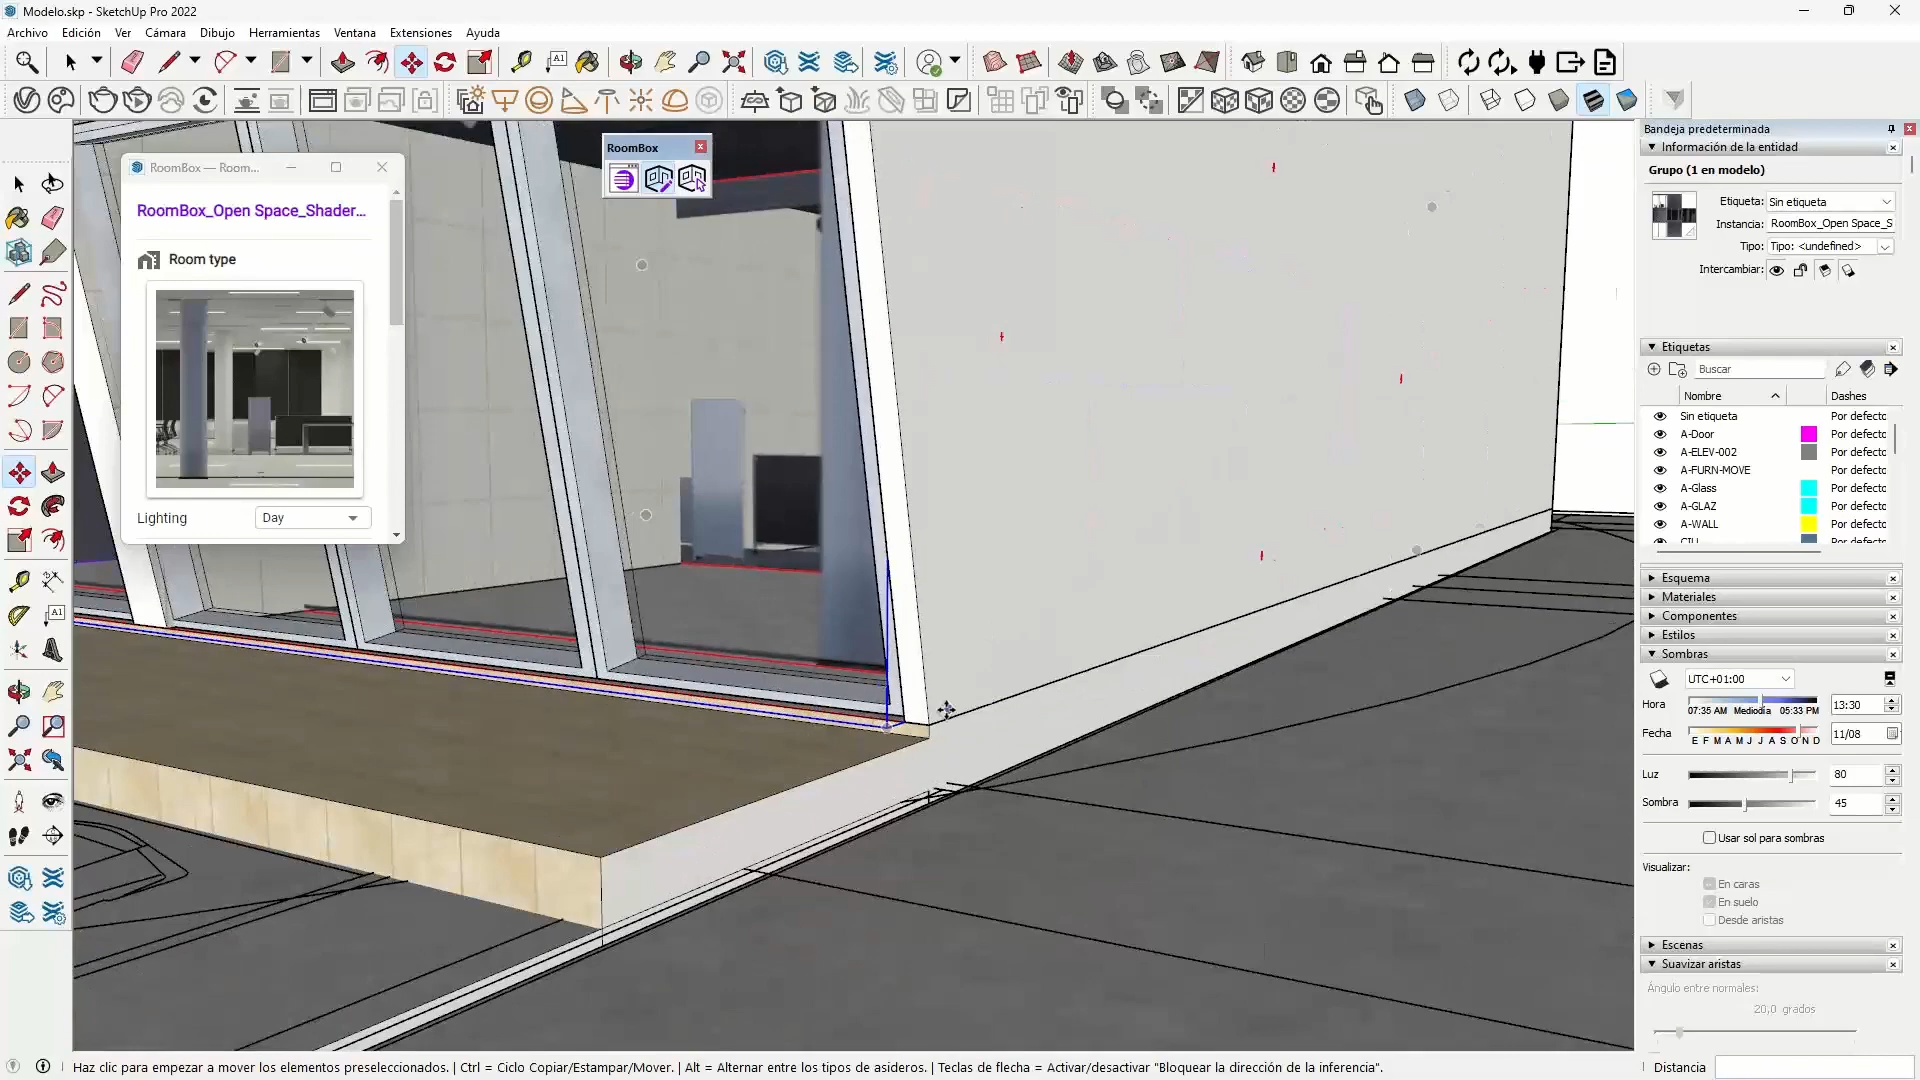 Modelo.skp - SketchUp Pro 2022
Archivo Edición Ver Cámara Dibujo Herramientas Ventana Extensiones Ayuda
A1
RoomBox — Room...
RoomBox_Open Space_Shader...
Room type
Lighting
Day
RoomBox
A1
Bandeja predeterminada
Información de la entidad
Grupo (1 en modelo)
Etiqueta: Sin etiqueta
Instancia: RoomBox_Open Space_S
Tipo: Tipo: <undefined>
Intercambiar:
Etiquetas
Buscar
Nombre Dashes
Sin etiqueta Por defecto
A-Door Por defecto
A-ELEV-002 Por defecto
A-FURN-MOVE Por defecto
A-Glass Por defecto
A-GLAZ Por defecto
A-WALL Por defecto
Esquema
Materiales
Componentes
Estilos
Sombras
UTC+01:00
Hora 13:30
07:35 AM Mediodía 05:33 PM
Fecha 11/08
E F M A M J J A S O N D
Luz 80
Sombra 45
Usar sol para sombras
Visualizar:
En caras
En suelo
Desde aristas
Escenas
Suavizar aristas
Ángulo entre normales:
20,0 grados
Haz clic para empezar a mover los elementos preseleccionados. | Ctrl = Ciclo Copiar/Estampar/Mover. | Alt = Alternar entre los tipos de asideros. | Teclas de flecha = Activar/desactivar "Bloquear la dirección de la inferencia".
Distancia